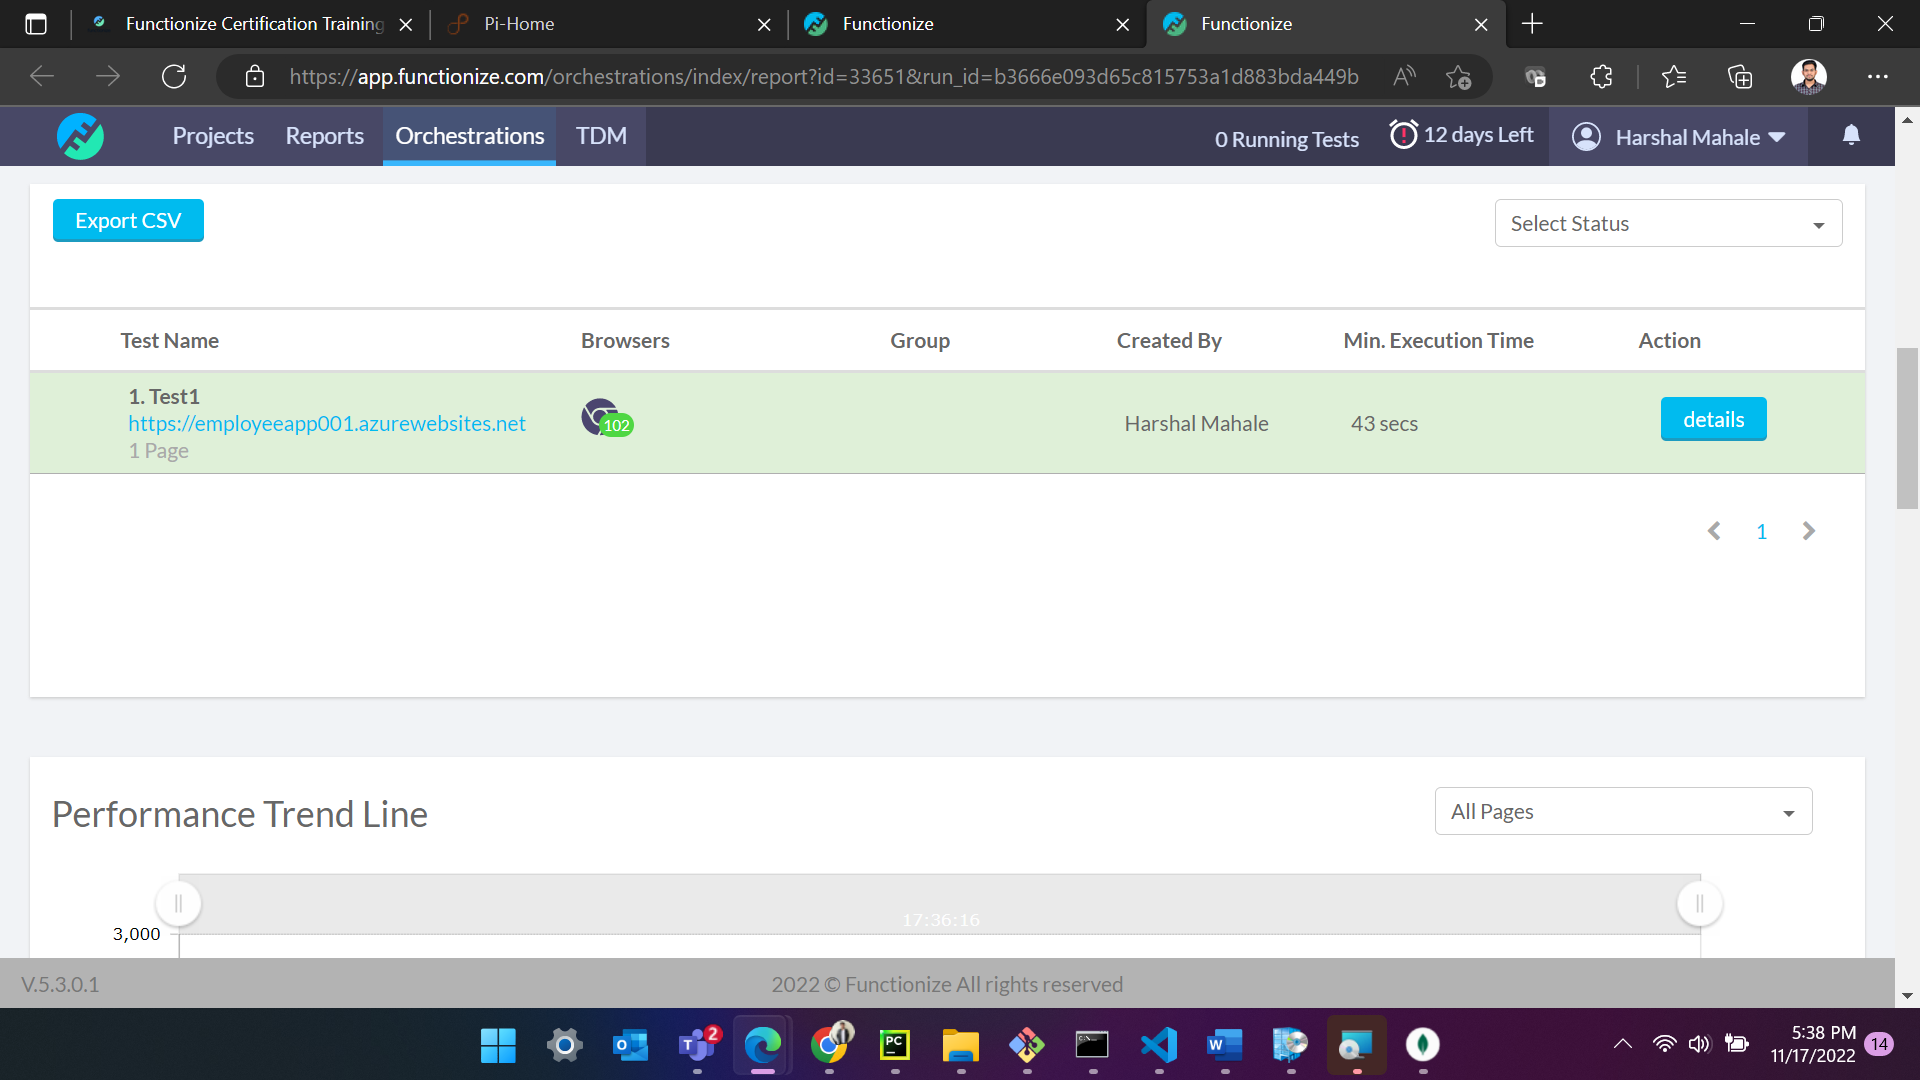 Functionize Certification Training
Pi-Home
Functionize
Functionize
https://app.functionize.com/orchestrations/index/report?id=33651&run_id=b3666e093d65c815753a1d883bda449b
Projects
Reports
Orchestrations
TDM
0 Running Tests
12 days Left
Harshal Mahale
Export CSV
Select Status
Test Name
Browsers
Group
Created By
Min. Execution Time
Action
1. Test1
https://employeeapp001.azurewebsites.net
1 Page
102
Harshal Mahale
43 secs
details
1
Performance Trend Line
All Pages
17:36:16
3,000
V.5.3.0.1
2022 © Functionize All rights reserved
2
PC
5:38 PM
11/17/2022
14